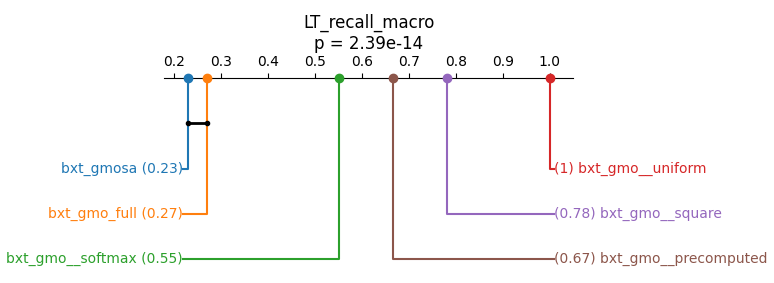 LT_recall_macro
p = 2.39e-14
0.2 0.3 0.4 0.5 0.6 0.7 0.8 0.9 1.0
bxt_gmosa (0.23) (1) bxt_gmo__uniform
bxt_gmo_full (0.27) (0.78) bxt_gmo__square
bxt_gmo__softmax (0.55) (0.67) bxt_gmo__precomputed